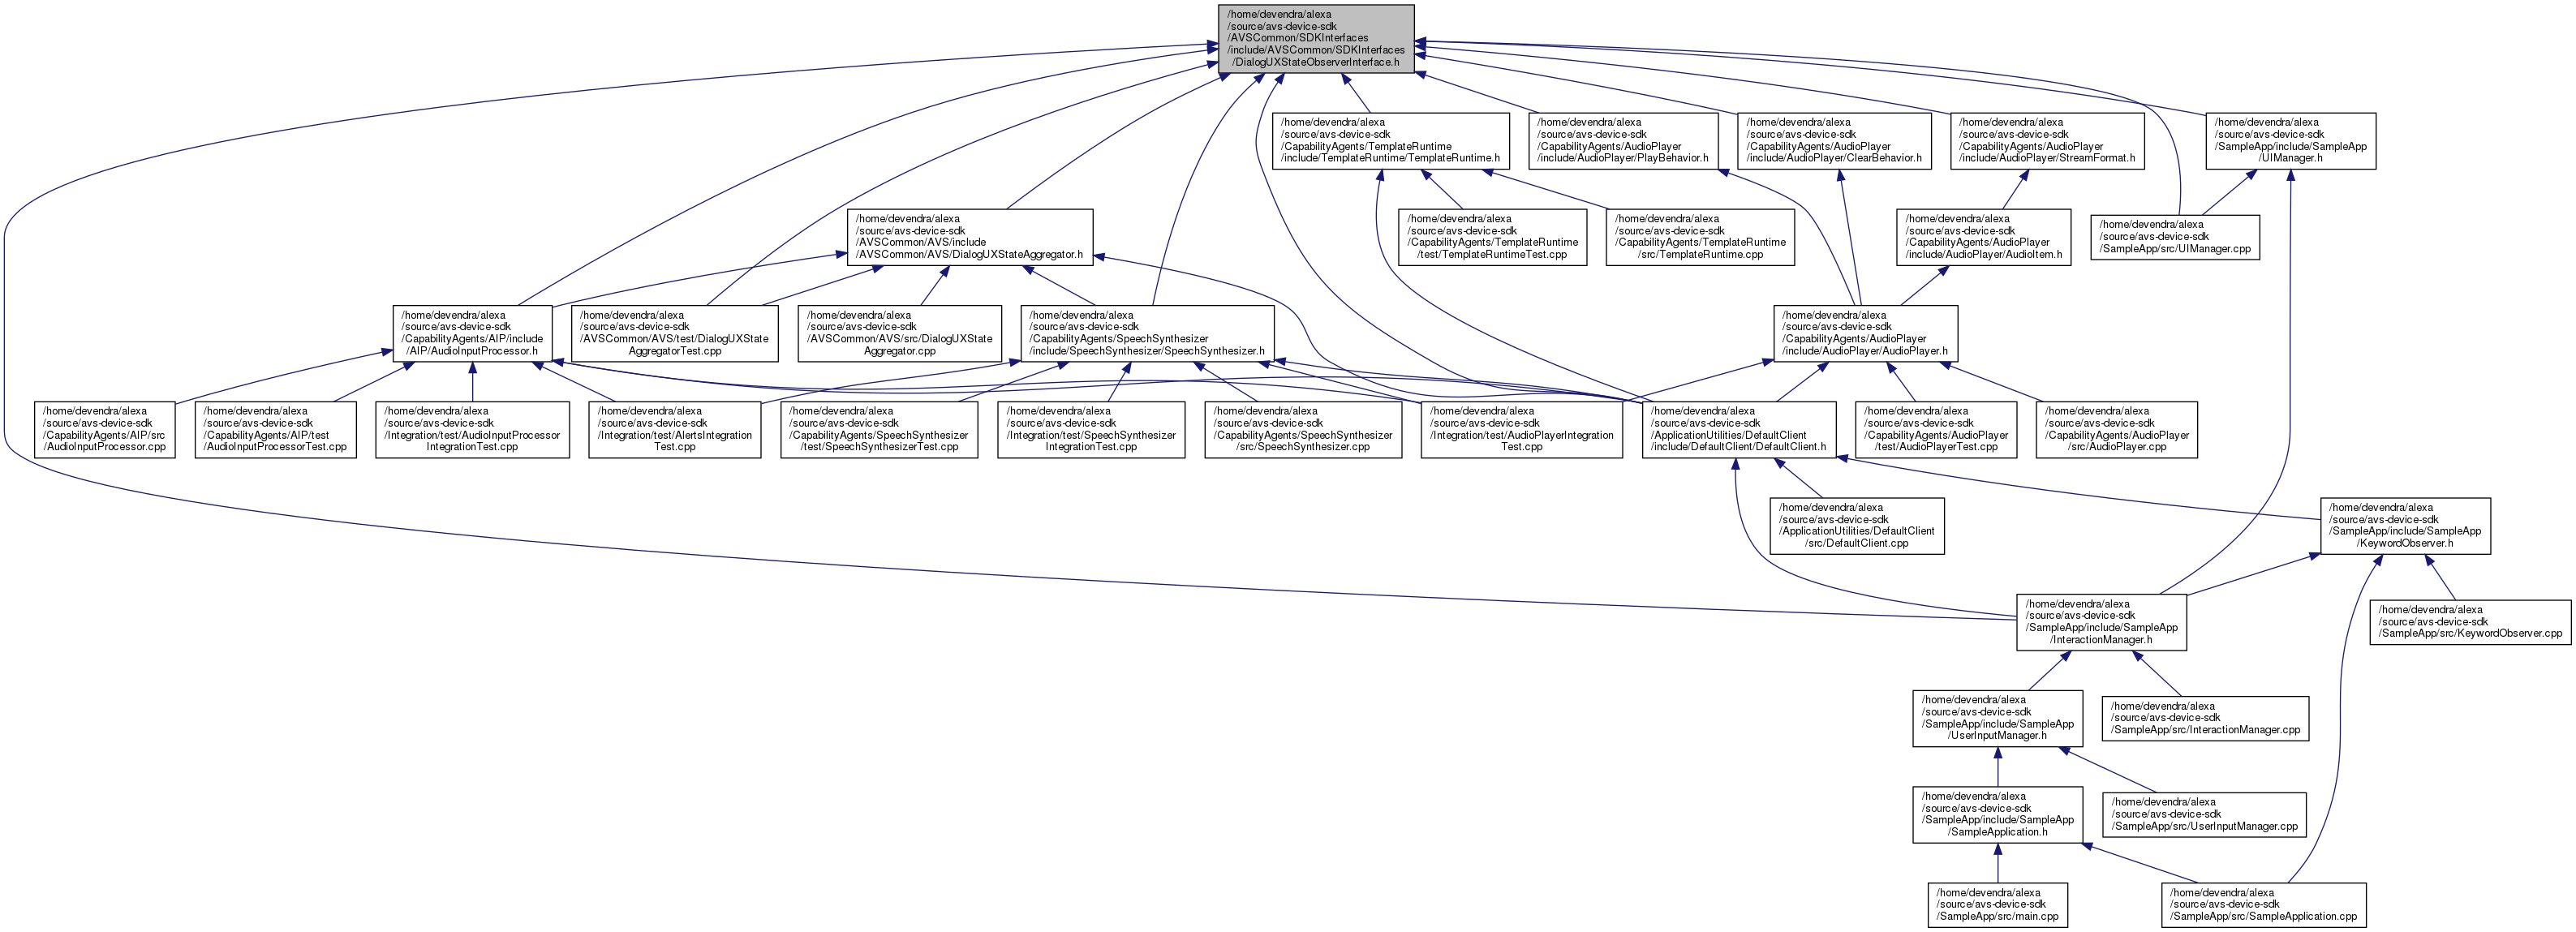 /home/devendra/alexa
/source/avs-device-sdk
/AVSCommon/SDKInterfaces
/include/AVSCommon/SDKInterfaces
/DialogUXStateObserverInterface.h
/home/devendra/alexa
/source/avs-device-sdk
/CapabilityAgents/TemplateRuntime
/include/TemplateRuntime/TemplateRuntime.h
/home/devendra/alexa
/source/avs-device-sdk
/CapabilityAgents/AudioPlayer
/include/AudioPlayer/PlayBehavior.h
/home/devendra/alexa
/source/avs-device-sdk
/CapabilityAgents/AudioPlayer
/include/AudioPlayer/ClearBehavior.h
/home/devendra/alexa
/source/avs-device-sdk
/CapabilityAgents/AudioPlayer
/include/AudioPlayer/StreamFormat.h
/home/devendra/alexa
/source/avs-device-sdk
/SampleApp/include/SampleApp
/UIManager.h
/home/devendra/alexa
/source/avs-device-sdk
/AVSCommon/AVS/include
/AVSCommon/AVS/DialogUXStateAggregator.h
/home/devendra/alexa
/source/avs-device-sdk
/CapabilityAgents/TemplateRuntime
/test/TemplateRuntimeTest.cpp
/home/devendra/alexa
/source/avs-device-sdk
/CapabilityAgents/TemplateRuntime
/src/TemplateRuntime.cpp
/home/devendra/alexa
/source/avs-device-sdk
/CapabilityAgents/AudioPlayer
/include/AudioPlayer/AudioItem.h
/home/devendra/alexa
/source/avs-device-sdk
/SampleApp/src/UIManager.cpp
/home/devendra/alexa
/source/avs-device-sdk
/CapabilityAgents/AIP/include
/AIP/AudioInputProcessor.h
/home/devendra/alexa
/source/avs-device-sdk
/AVSCommon/AVS/test/DialogUXState
AggregatorTest.cpp
/home/devendra/alexa
/source/avs-device-sdk
/AVSCommon/AVS/src/DialogUXState
Aggregator.cpp
/home/devendra/alexa
/source/avs-device-sdk
/CapabilityAgents/SpeechSynthesizer
/include/SpeechSynthesizer/SpeechSynthesizer.h
/home/devendra/alexa
/source/avs-device-sdk
/CapabilityAgents/AudioPlayer
/include/AudioPlayer/AudioPlayer.h
/home/devendra/alexa
/source/avs-device-sdk
/CapabilityAgents/AIP/src
/AudioInputProcessor.cpp
/home/devendra/alexa
/source/avs-device-sdk
/CapabilityAgents/AIP/test
/AudioInputProcessorTest.cpp
/home/devendra/alexa
/source/avs-device-sdk
/Integration/test/AudioInputProcessor
IntegrationTest.cpp
/home/devendra/alexa
/source/avs-device-sdk
/Integration/test/AlertsIntegration
Test.cpp
/home/devendra/alexa
/source/avs-device-sdk
/CapabilityAgents/SpeechSynthesizer
/test/SpeechSynthesizerTest.cpp
/home/devendra/alexa
/source/avs-device-sdk
/Integration/test/SpeechSynthesizer
IntegrationTest.cpp
/home/devendra/alexa
/source/avs-device-sdk
/CapabilityAgents/SpeechSynthesizer
/src/SpeechSynthesizer.cpp
/home/devendra/alexa
/source/avs-device-sdk
/Integration/test/AudioPlayerIntegration
Test.cpp
/home/devendra/alexa
/source/avs-device-sdk
/ApplicationUtilities/DefaultClient
/include/DefaultClient/DefaultClient.h
/home/devendra/alexa
/source/avs-device-sdk
/CapabilityAgents/AudioPlayer
/test/AudioPlayerTest.cpp
/home/devendra/alexa
/source/avs-device-sdk
/CapabilityAgents/AudioPlayer
/src/AudioPlayer.cpp
/home/devendra/alexa
/source/avs-device-sdk
/ApplicationUtilities/DefaultClient
/src/DefaultClient.cpp
/home/devendra/alexa
/source/avs-device-sdk
/SampleApp/include/SampleApp
/KeywordObserver.h
/home/devendra/alexa
/source/avs-device-sdk
/SampleApp/include/SampleApp
/InteractionManager.h
/home/devendra/alexa
/source/avs-device-sdk
/SampleApp/src/KeywordObserver.cpp
/home/devendra/alexa
/source/avs-device-sdk
/SampleApp/include/SampleApp
/UserInputManager.h
/home/devendra/alexa
/source/avs-device-sdk
/SampleApp/src/InteractionManager.cpp
/home/devendra/alexa
/source/avs-device-sdk
/SampleApp/include/SampleApp
/SampleApplication.h
/home/devendra/alexa
/source/avs-device-sdk
/SampleApp/src/UserInputManager.cpp
/home/devendra/alexa
/source/avs-device-sdk
/SampleApp/src/main.cpp
/home/devendra/alexa
/source/avs-device-sdk
/SampleApp/src/SampleApplication.cpp